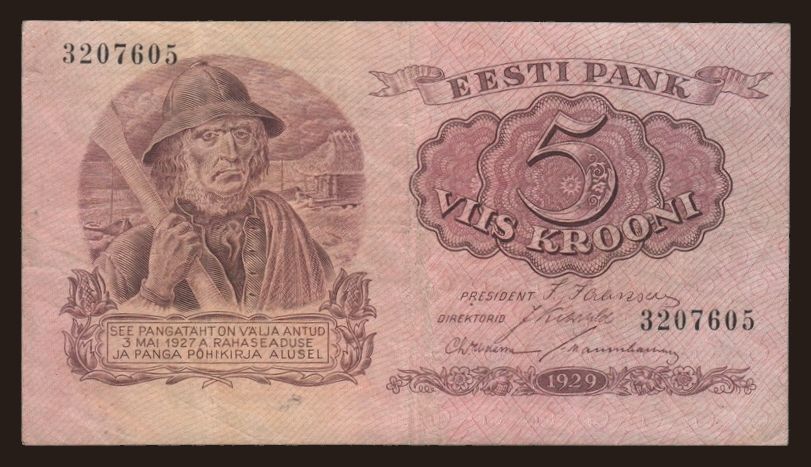 3207605
EESTI PANK
5
VIIS KROONI
PRESIDENT
DIREKTORID
3207605
SEE PANGATÄHT ON VÄLJA ANTUD
3 MAI 1927 A. RAHASEADUSE
JA PANGA PÕHIKIRJA ALUSEL
1929